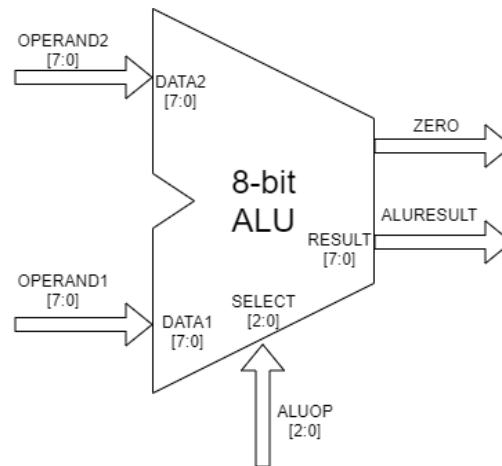 OPERAND2
[7:0]
DATA2
[7:0]
ZERO
8-bit
ALU
ALURESULT
RESULT
[7:0]
OPERAND1
[7:0]
SELECT
[2:0]
DATA1
[7:0]
ALUOP
[2:0]